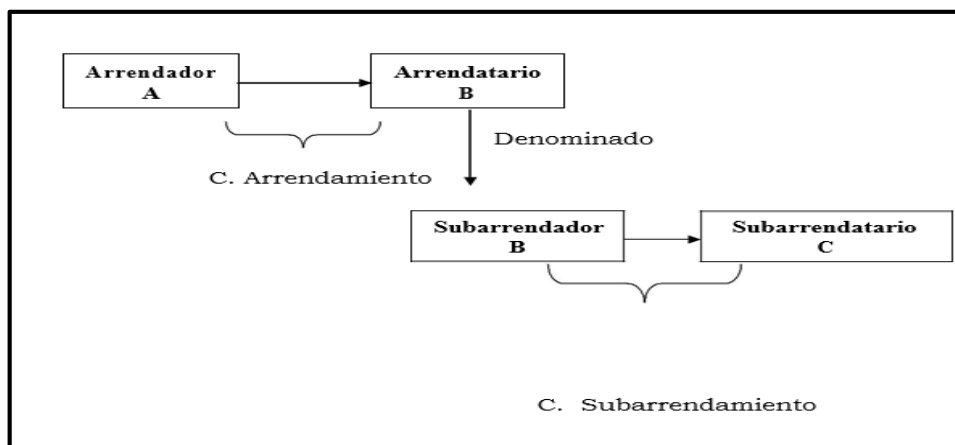 Arrendador
A
Arrendatario
B
Denominado
C. Arrendamiento
Subarrendador
B
Subarrendatario
C
C. Subarrendamiento